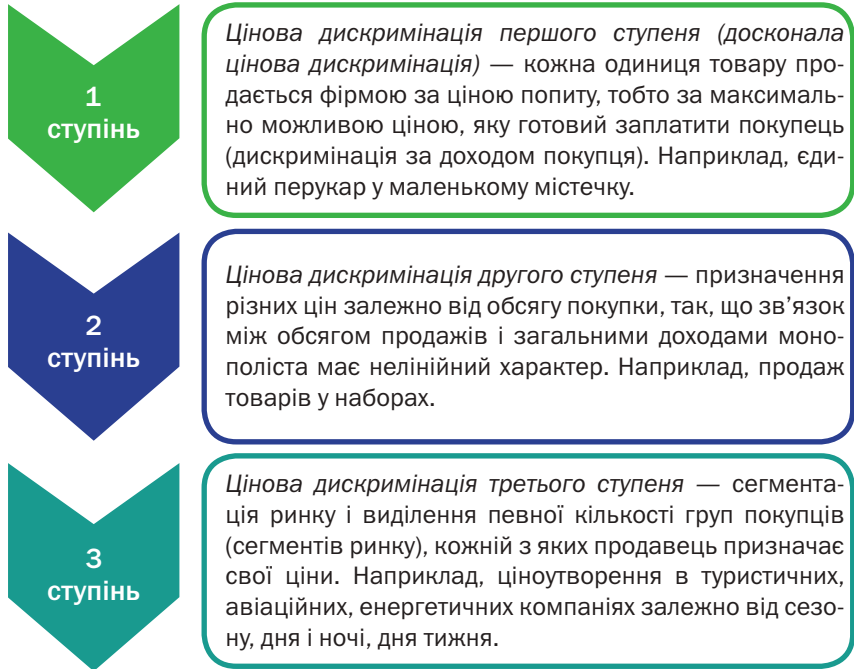 1
ступінь
Цінова дискримінація першого ступеня (досконала
цінова дискримінація) — кожна одиниця товару про-
дається фірмою за ціною попиту, тобто за максималь-
но можливою ціною, яку готовий заплатити покупець
(дискримінація за доходом покупця). Наприклад, єди-
ний перукар у маленькому містечку.
2
ступінь
Цінова дискримінація другого ступеня — призначення
різних цін залежно від обсягу покупки, так, що зв’язок
між обсягом продажів і загальними доходами моно-
поліста має нелінійний характер. Наприклад, продаж
товарів у наборах.
3
ступінь
Цінова дискримінація третього ступеня — сегмента-
ція ринку і виділення певної кількості груп покупців
(сегментів ринку), кожній з яких продавець призначає
свої ціни. Наприклад, ціноутворення в туристичних,
авіаційних, енергетичних компаніях залежно від сезо-
ну, дня і ночі, дня тижня.